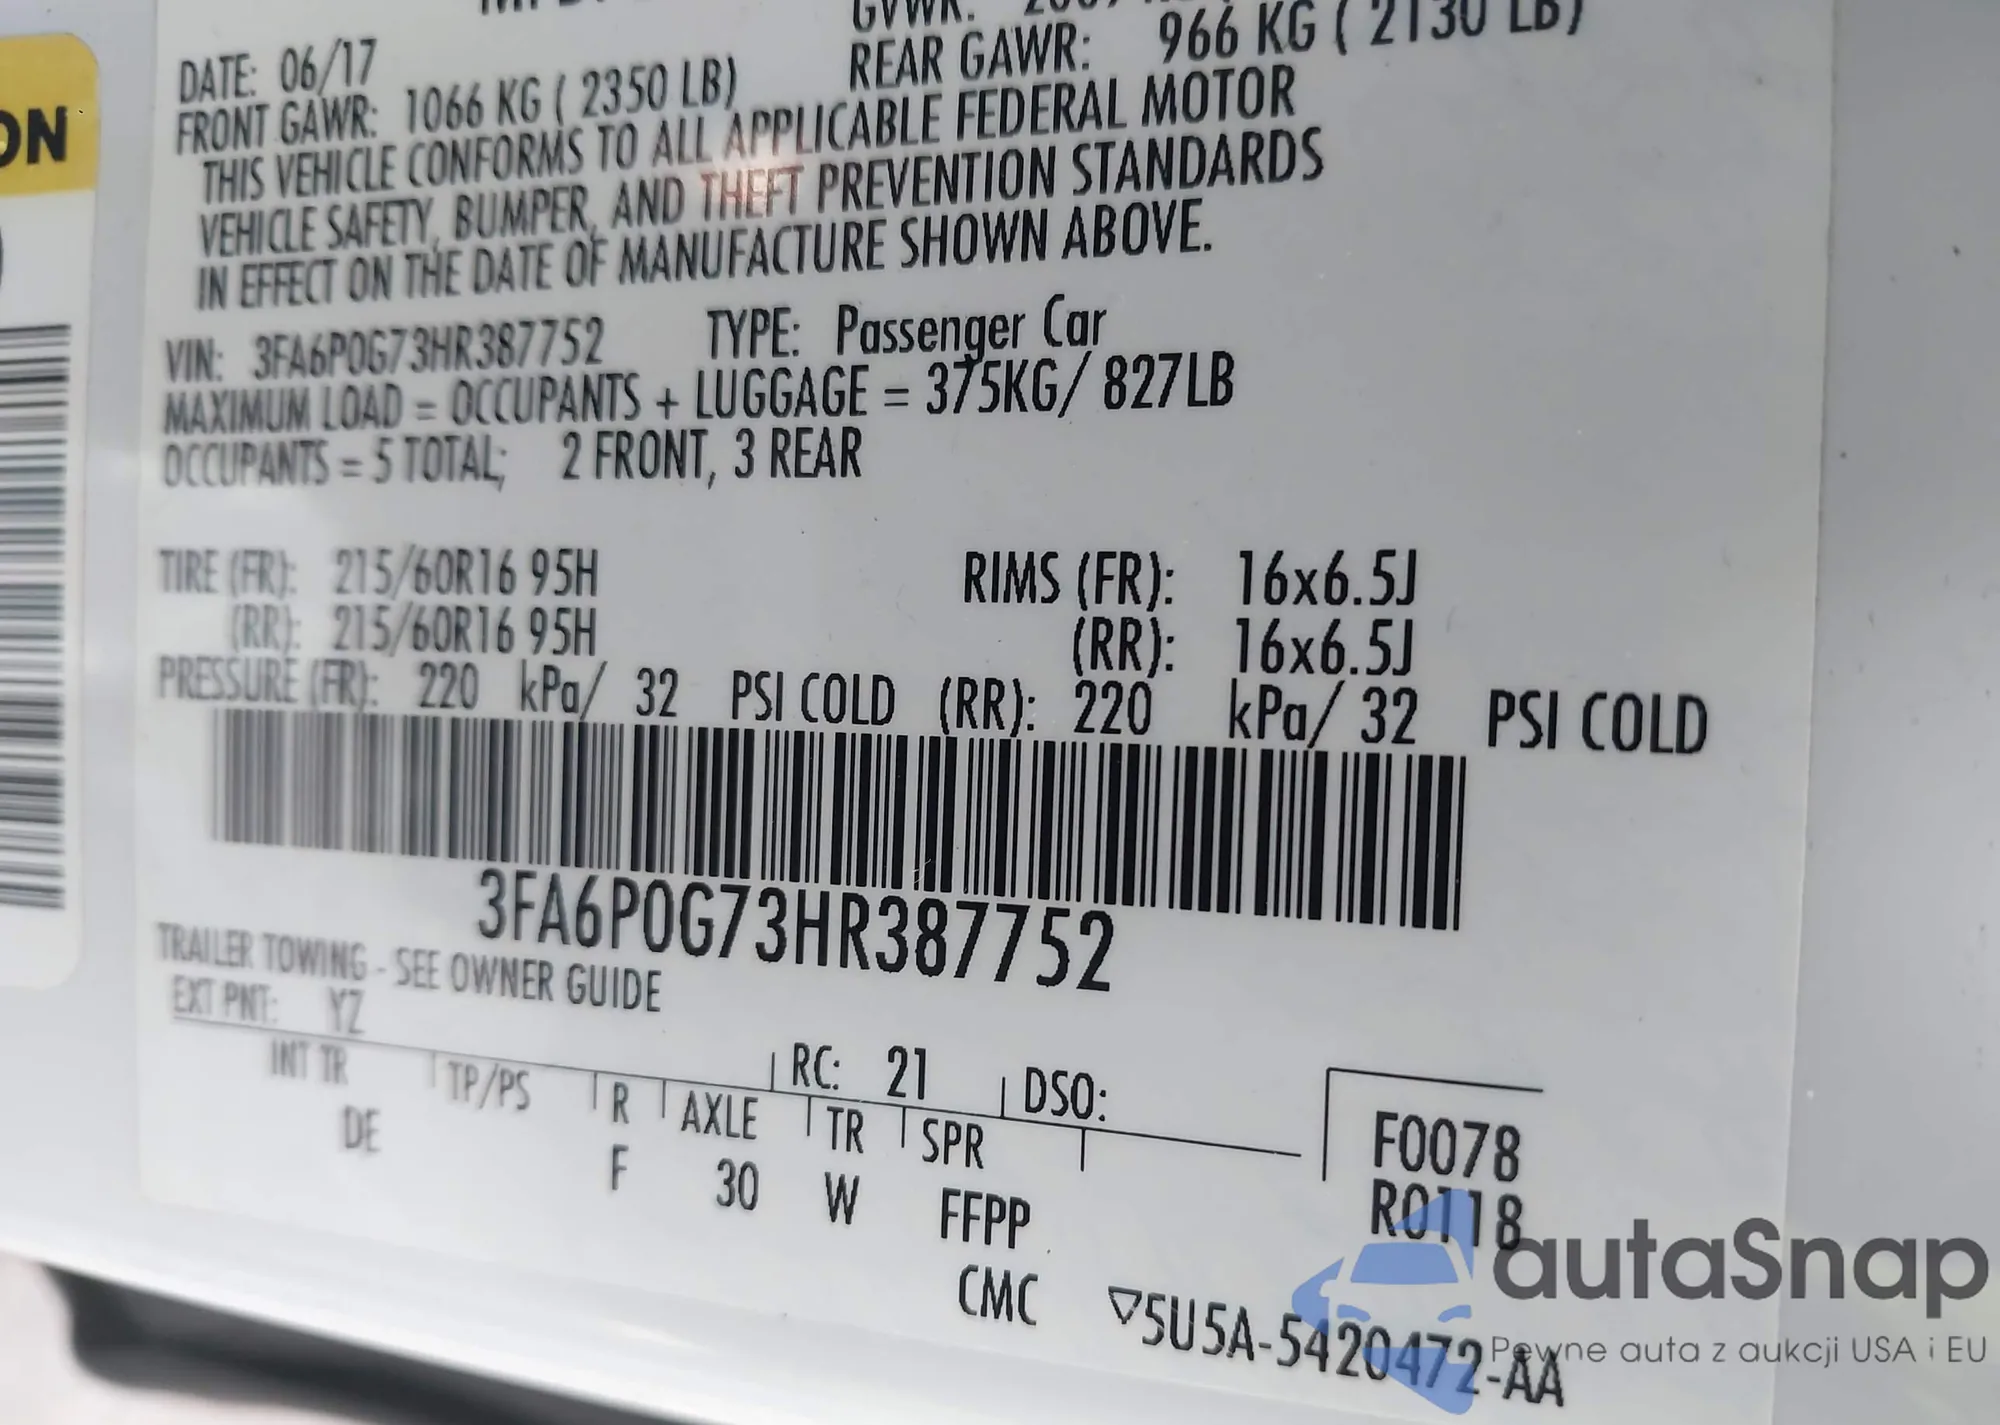 ON
GVWR:
DATE: 06/17
REAR GAWR: 966 KG ( 2130 LB)
FRONT GAWR: 1066 KG ( 2350 LB)
THIS VEHICLE CONFORMS TO ALL APPLICABLE FEDERAL MOTOR
VEHICLE SAFETY, BUMPER, AND THEFT PREVENTION STANDARDS
IN EFFECT ON THE DATE OF MANUFACTURE SHOWN ABOVE.
VIN: 3FA6P0G73HR387752 TYPE: Passenger Car
MAXIMUM LOAD = OCCUPANTS + LUGGAGE = 375KG/ 827LB
OCCUPANTS = 5 TOTAL; 2 FRONT, 3 REAR
TIRE (FR): 215/60R16 95H RIMS (FR): 16x6.5J
(RR): 215/60R16 95H (RR): 16x6.5J
PRESSURE (FR): 220 kPa/ 32 PSI COLD (RR): 220 kPa/ 32 PSI COLD
3FA6P0G73HR387752
TRAILER TOWING - SEE OWNER GUIDE
EXT PNT: YZ RC: 21 DSO:
INT TR TP/PS R AXLE TR SPR F0078
DE F 30 W FFPP R0118
CMC 5U5A-5420472-AA
autaSnap
Pewne auta z aukcji USA i EU